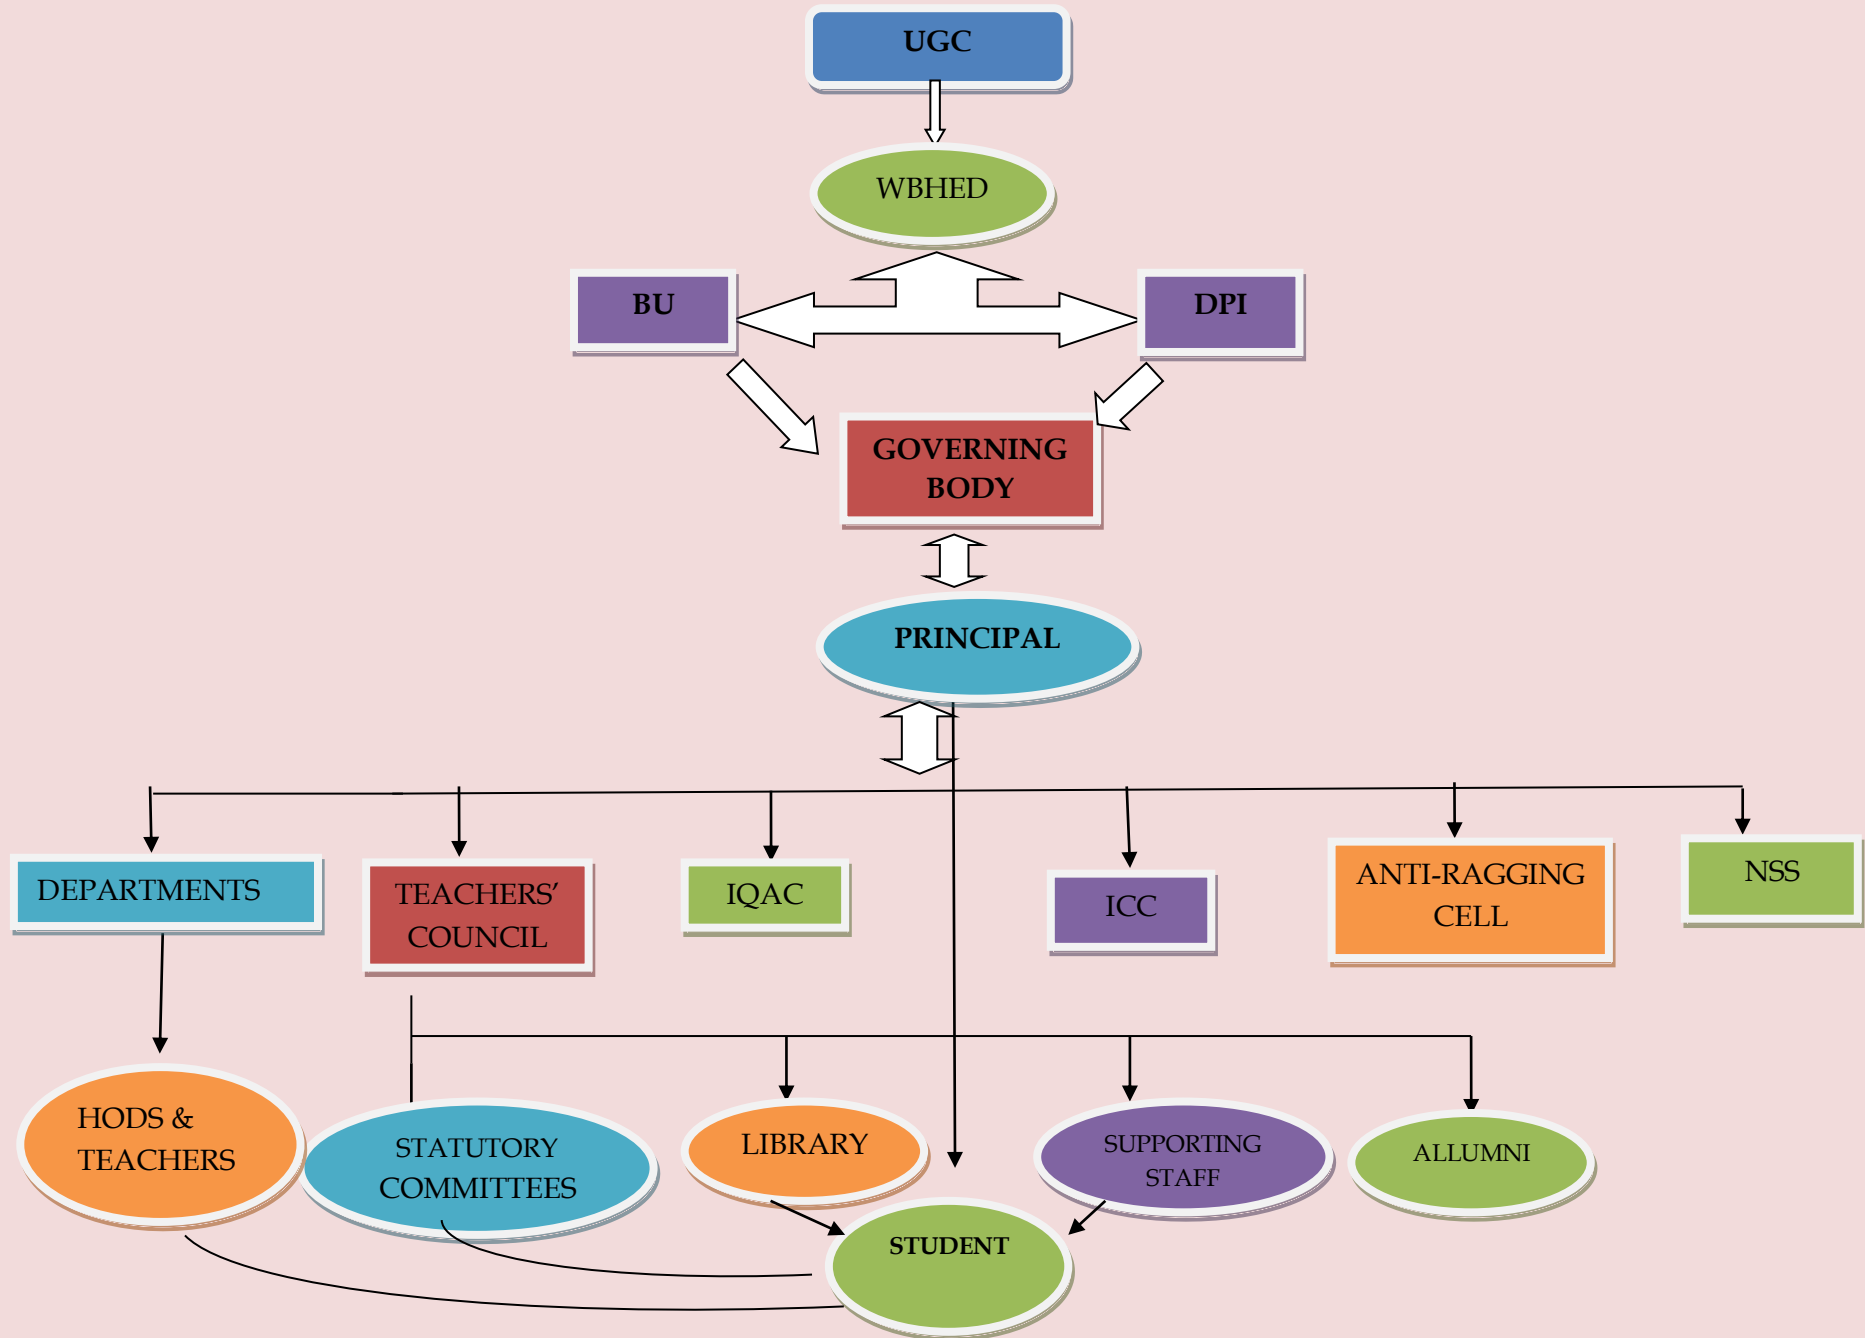 UGC
WBHED
BU
DPI
GOVERNING
BODY
PRINCIPAL
DEPARTMENTS
TEACHERS’
COUNCIL
IQAC
ICC
ANTI-RAGGING
CELL
NSS
HODS &
TEACHERS
STATUTORY
COMMITTEES
LIBRARY
SUPPORTING
STAFF
ALLUMNI
STUDENT